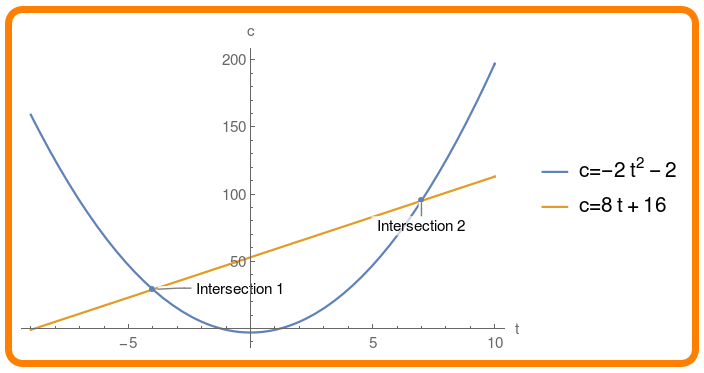 c
200
150
100
50
−5
5
10
t
Intersection 1
Intersection 2
c=−2 t² − 2
c=8 t + 16